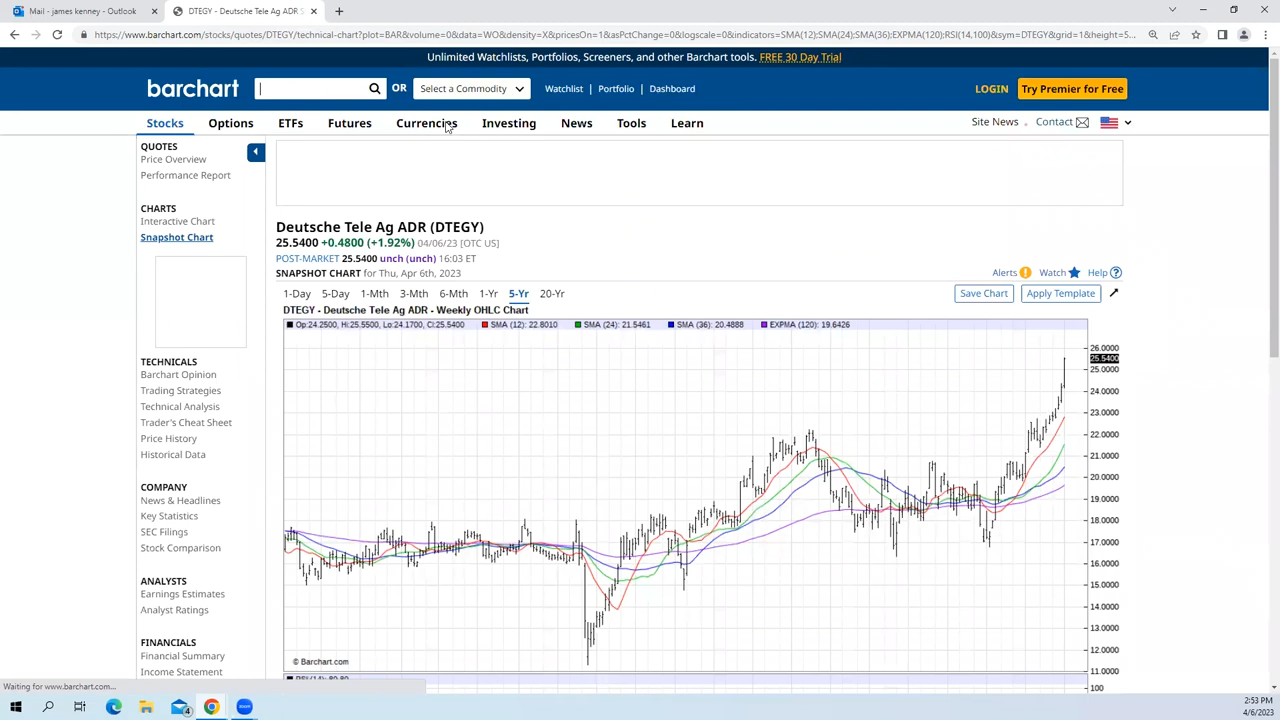 Mail - james kenney - Outlook
DTEGY - Deutsche Tele Ag ADR S
https://www.barchart.com/stocks/quotes/DTEGY/technical-chart?plot=BAR&volume=0&data=WO&density=X&pricesOn=1&asPctChange=0&logscale=0&indicators=SMA(12);SMA(24);SMA(36);EXPMA(120);RSI(14,100)&sym=DTEGY&grid=1&height=5...
Unlimited Watchlists, Portfolios, Screeners, and other Barchart tools. FREE 30 Day Trial
barchart
OR
Select a Commodity
Watchlist
Portfolio
Dashboard
LOGIN
Try Premier for Free
Stocks
Options
ETFs
Futures
Currencies
Investing
News
Tools
Learn
Site News
Contact
QUOTES
Price Overview
Performance Report
CHARTS
Interactive Chart
Snapshot Chart
TECHNICALS
Barchart Opinion
Trading Strategies
Technical Analysis
Trader's Cheat Sheet
Price History
Historical Data
COMPANY
News & Headlines
Key Statistics
SEC Filings
Stock Comparison
ANALYSTS
Earnings Estimates
Analyst Ratings
FINANCIALS
Financial Summary
Income Statement
Deutsche Tele Ag ADR (DTEGY)
25.5400 +0.4800 (+1.92%) 04/06/23 [OTC US]
POST-MARKET 25.5400 unch (unch) 16:03 ET
SNAPSHOT CHART for Thu, Apr 6th, 2023
Alerts
Watch
Help
1-Day
5-Day
1-Mth
3-Mth
6-Mth
1-Yr
5-Yr
20-Yr
Save Chart
Apply Template
DTEGY - Deutsche Tele Ag ADR - Weekly OHLC Chart
Op:24.2500, Hi:25.5500, Lo:24.1700, Cl:25.5400
SMA (12): 22.8010
SMA (24): 21.5461
SMA (36): 20.4888
EXPMA (120): 19.6426
26.0000
25.5400
25.0000
24.0000
23.0000
22.0000
21.0000
20.0000
19.0000
18.0000
17.0000
16.0000
15.0000
14.0000
13.0000
12.0000
11.0000
© Barchart.com
100
Waiting for www.barchart.com...
4
zoom
2:53 PM
4/6/2023